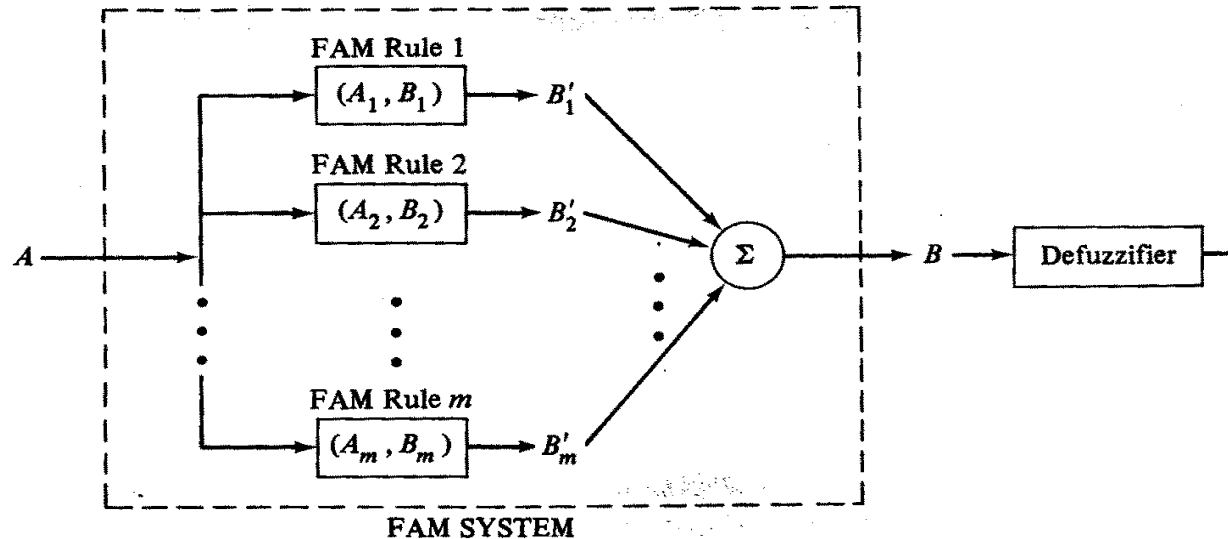 FAM Rule 1
(A₁, B₁)
B′₁
FAM Rule 2
(A₂, B₂)
B′₂
A
Σ
B
Defuzzifier
FAM Rule m
(Aₘ, Bₘ)
B′ₘ
FAM SYSTEM